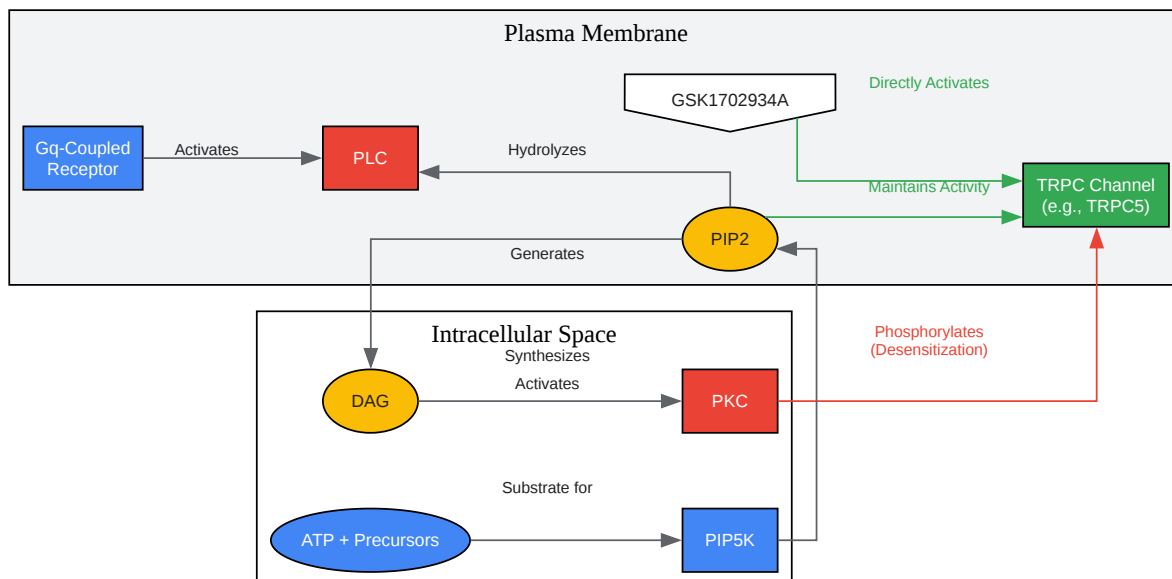 Plasma Membrane
GSK1702934A
Directly Activates
Gq-Coupled
Receptor
Activates
PLC
Hydrolyzes
Maintains Activity
TRPC Channel
(e.g., TRPC5)
PIP2
Generates
Intracellular Space
Phosphorylates
(Desensitization)
Synthesizes
Activates
DAG
PKC
Substrate for
ATP + Precursors
PIP5K